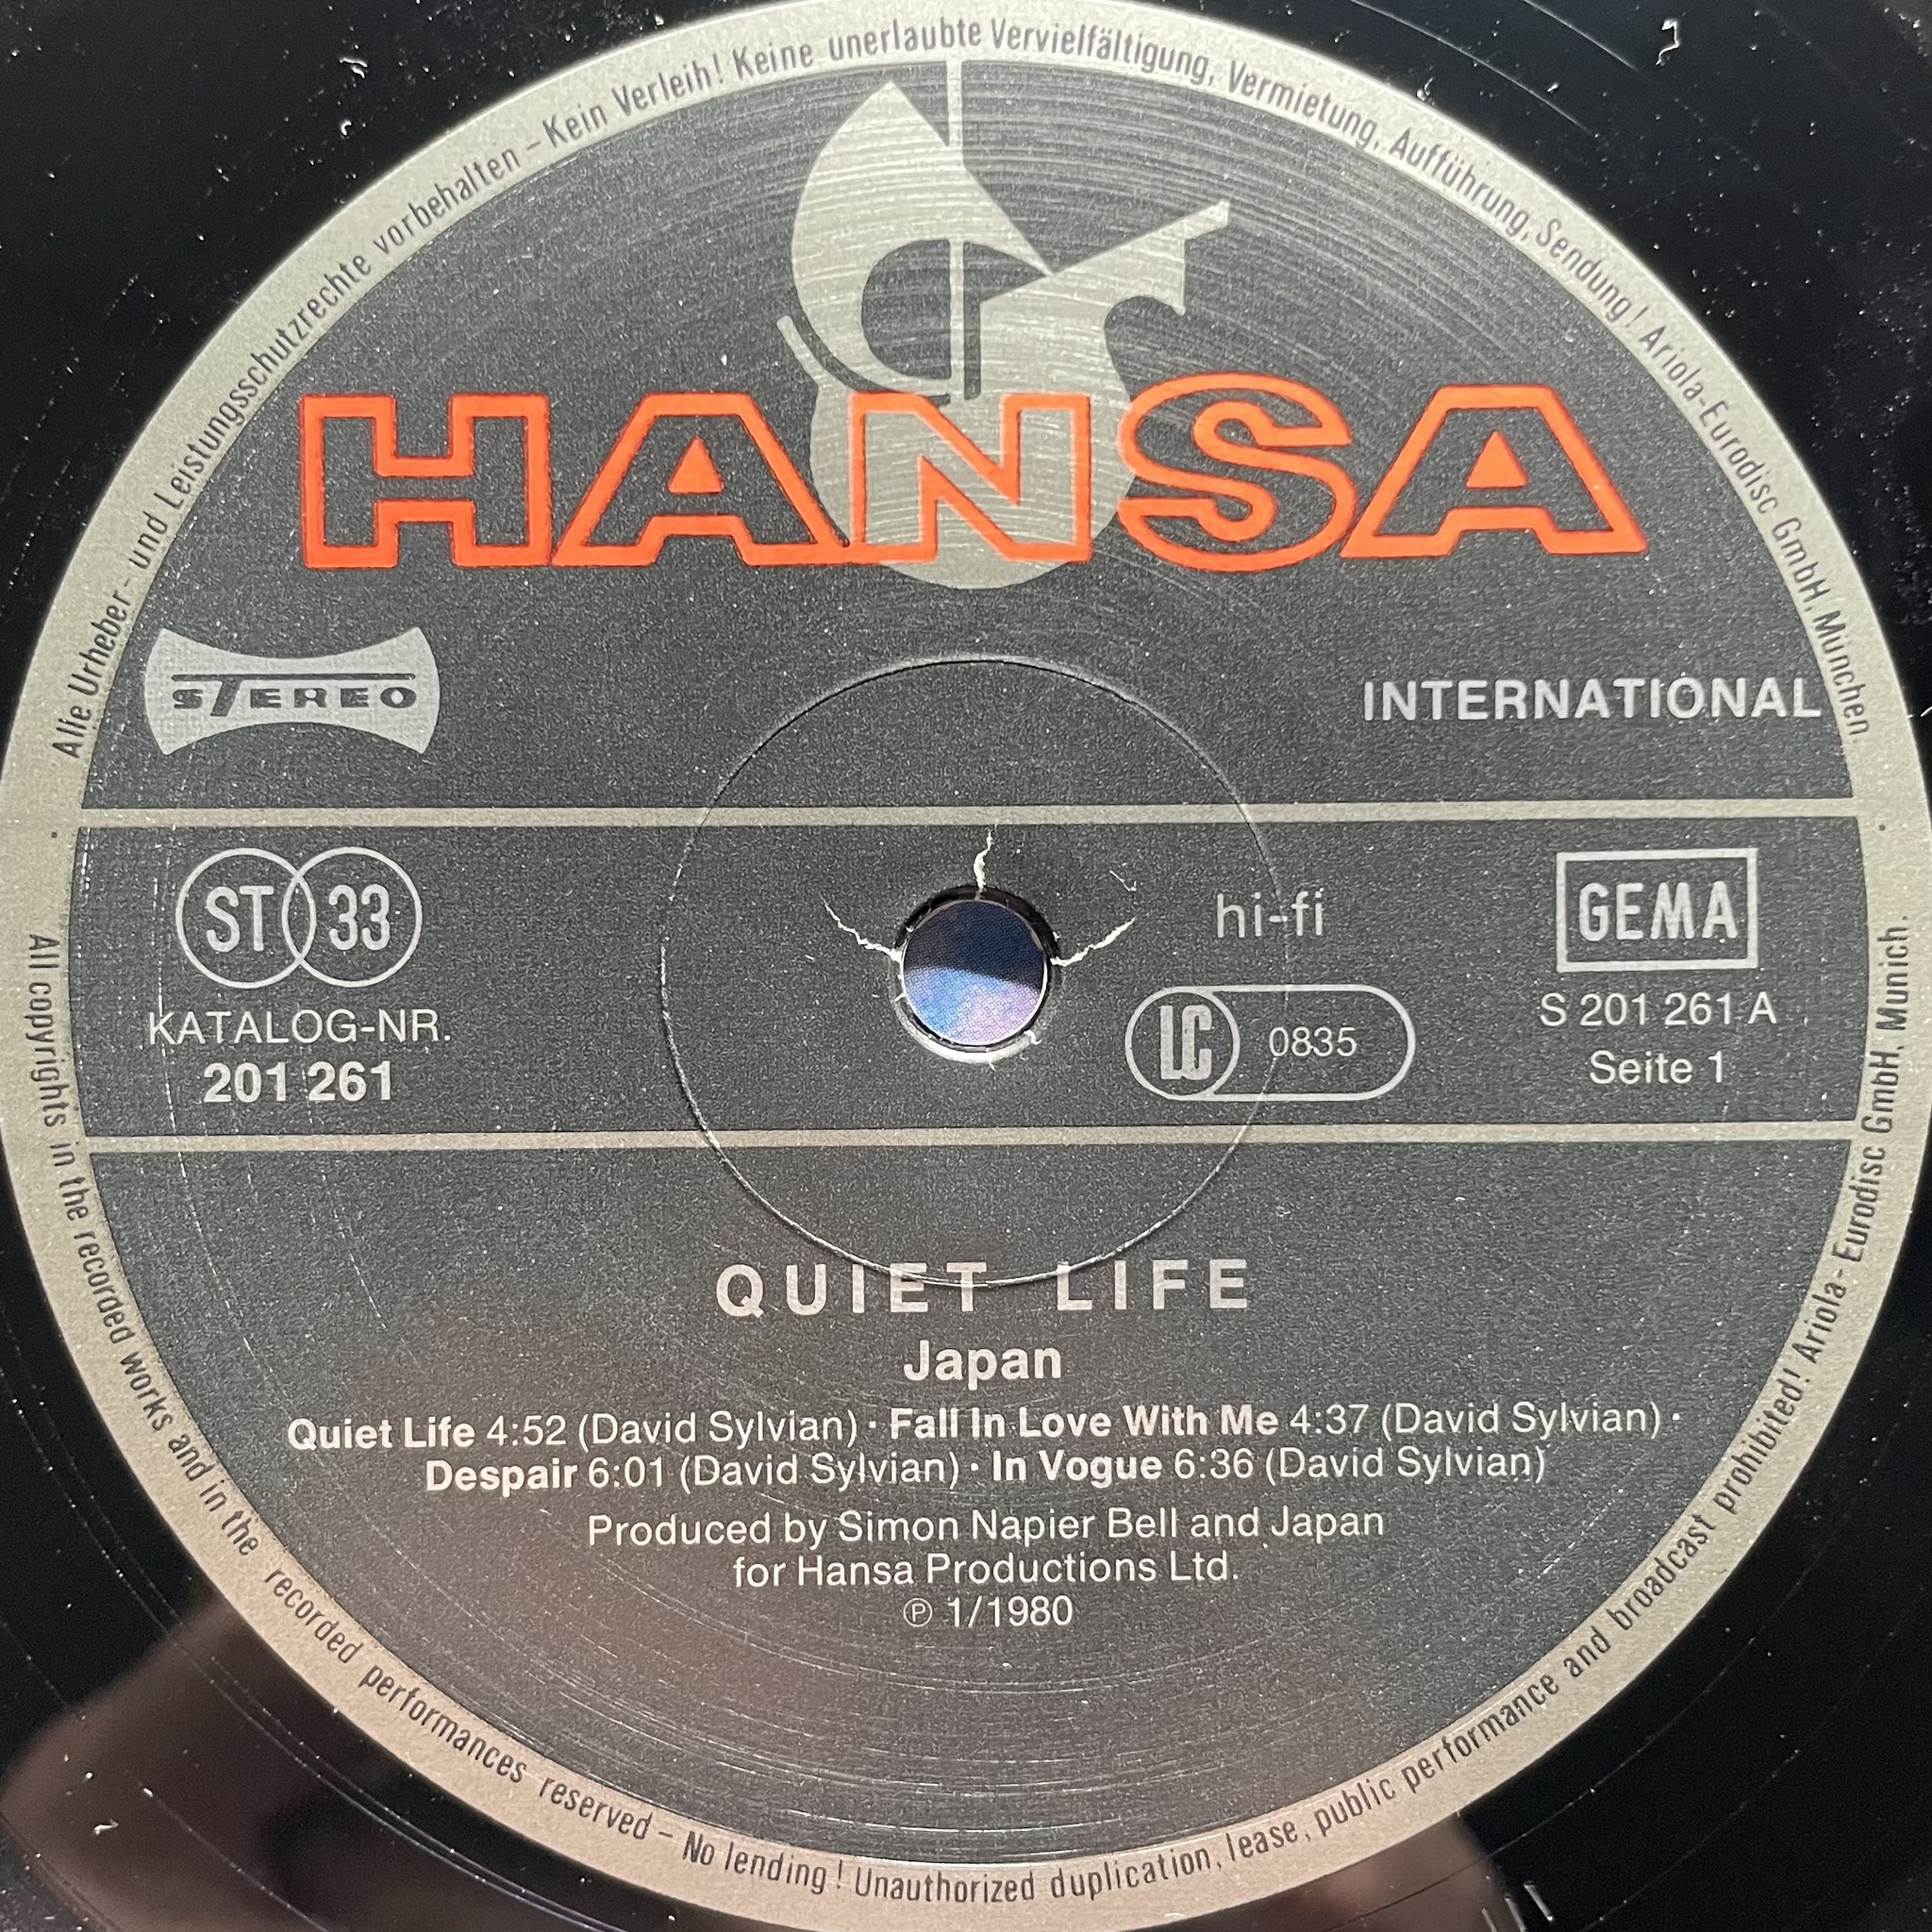 Alle Urheber- und Leistungsschutzrechte vorbehalten – Kein Verleih! Keine unerlaubte Vervielfältigung, Vermietung, Aufführung, Sendung! Ariola-Eurodisc GmbH, München.
HANSA
STEREO
INTERNATIONAL
ST 33
KATALOG-NR.
201 261
hi-fi
LC 0835
GEMA
S 201 261 A
Seite 1
QUIET LIFE
Japan
Quiet Life 4:52 (David Sylvian) · Fall In Love With Me 4:37 (David Sylvian) ·
Despair 6:01 (David Sylvian) · In Vogue 6:36 (David Sylvian)
Produced by Simon Napier Bell and Japan
for Hansa Productions Ltd.
℗ 1/1980
All copyrights in the recorded works and in the recorded performances reserved – No lending! Unauthorized duplication, lease, public performance and broadcast prohibited! Ariola-Eurodisc GmbH, Munich.